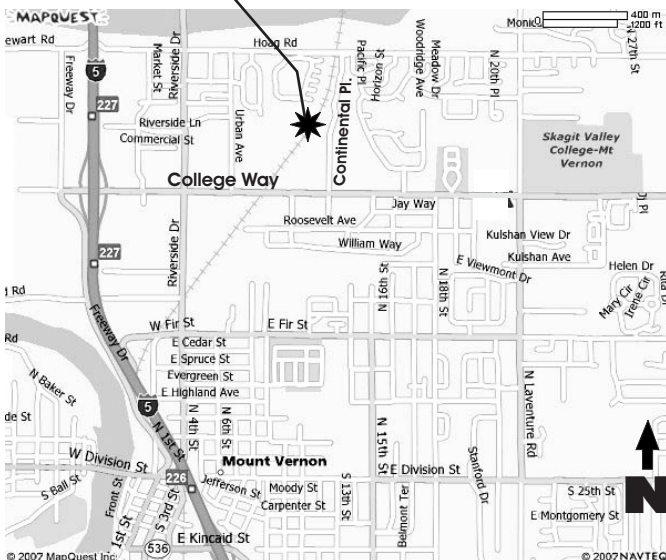 MAPQUEST
400 m
1200 ft
Stewart Rd
Hoag Rd
N 27th St
Freeway Dr
5
Market St
Riverside Dr
Pacific Pl
Horizon St
Woodridge Ave
Meadow Dr
N 20th Pl
227
Riverside Ln
Commercial St
Urban Ave
Continental Pl.
Skagit Valley
College-Mt
Vernon
College Way
Jay Way
Pl
Roosevelt Ave
William Way
Kulshan View Dr
Kulshan Ave
227
Riverside Dr
N 16th St
N 18th St
E Viewmont Dr
Helen Dr
Mary Cir
Irene Cir
Rd
Freeway Dr
W Fir St
E Fir St
Rd
E Cedar St
E Spruce St
Evergreen St
E Highland Ave
N Baker St
5
N 1st St
N 4th St
N 6th St
N 15th St
N Laventure Rd
de St
W Division St
Mount Vernon
E Division St
S Ball St
Front St
1st St
S 3rd St
226
Jefferson St
Moody St
Carpenter St
S 13th St
Belmont Ter
Stanford Dr
S 25th St
N
E Montgomery St
E Kincaid St
536
© 2007 MapQuest Inc.
© 2007 NAVTEQ